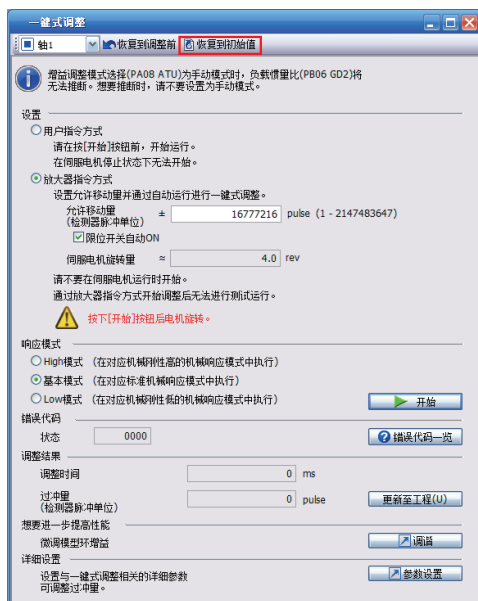 一键式调整
轴1 恢复到调整前 恢复到初始值
增益调整模式选择(PA08 ATU)为手动模式时，负载惯量比(PB06 GD2)将
无法推断。想要推断时，请不要设置为手动模式。
设置
用户指令方式
请在按[开始]按钮前，开始运行。
在伺服电机停止状态下无法开始。
放大器指令方式
设置允许移动量并通过自动运行进行一键式调整。
允许移动量 ± 16777216 pulse (1 - 2147483647)
(检测器脉冲单位)
限位开关自动ON
伺服电机旋转量 ≈ 4.0 rev
请不要在伺服电机运行时开始。
通过放大器指令方式开始调整后无法进行测试运行。
按下[开始]按钮后电机旋转。
响应模式
High模式 (在对应机械刚性高的机械响应模式中执行)
基本模式 (在对应标准机械响应模式中执行)
Low模式 (在对应机械刚性低的机械响应模式中执行) 开始
错误代码
状态 0000 错误代码一览
调整结果
调整时间 0 ms
过冲量 0 pulse 更新至工程(U)
(检测器脉冲单位)
想要进一步提高性能
微调模型环增益 调谐
详细设置
设置与一键式调整相关的详细参数 参数设置
可调整过冲量。